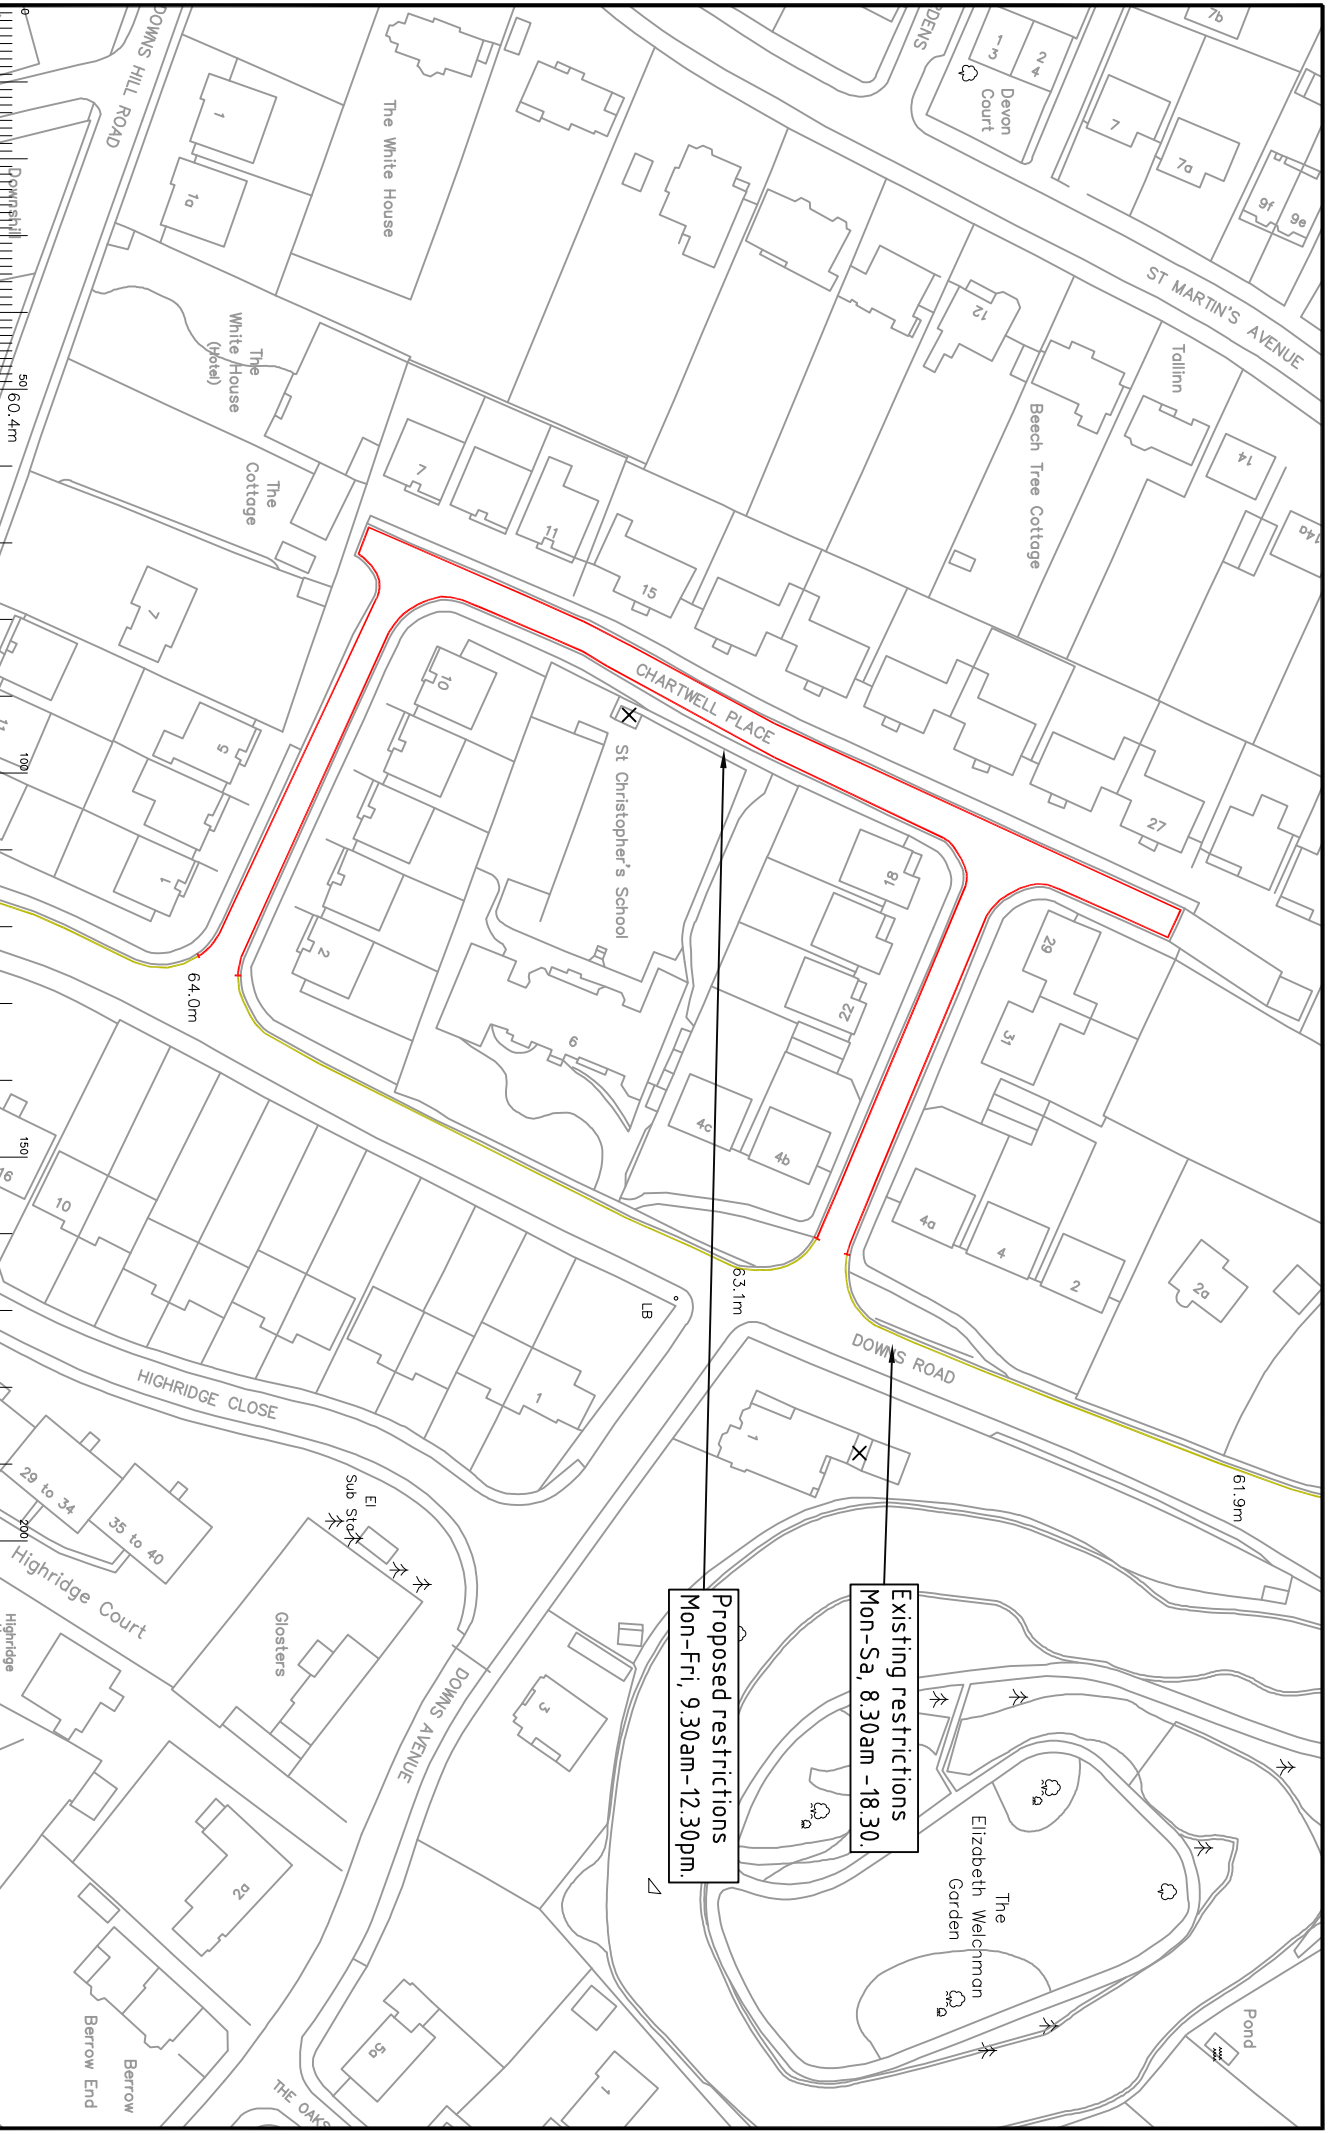 7b
1
3
2
4
Devon
Court
7
7a
9f
9e
DOWNS HILL ROAD
1
1a
The White House
ST MARTIN'S AVENUE
12
Tallinn
14
14a
Beech Tree Cottage
Downshill
The
White House
(Hotel)
The
Cottage
0
50
60.4m
100
150
200
7
11
15
27
CHARTWELL PLACE
10
St Christopher's School
18
22
29
31
7
5
1
11
2
6
4c
4b
4a
4
2
2a
64.0m
63.1m
61.9m
LB
DOWNS ROAD
16
10
1
1
HIGHRIDGE CLOSE
29 to 34
35 to 40
El
Sub Sta
Highridge Court
Highridge
Glosters
DOWNS AVENUE
3
Existing restrictions
Mon-Sa, 8.30am -18.30.
Proposed restrictions
Mon-Fri, 9.30am-12.30pm.
The
Elizabeth Welchman
Garden
Pond
2a
5a
1
Berrow
Berrow End
THE OAKS